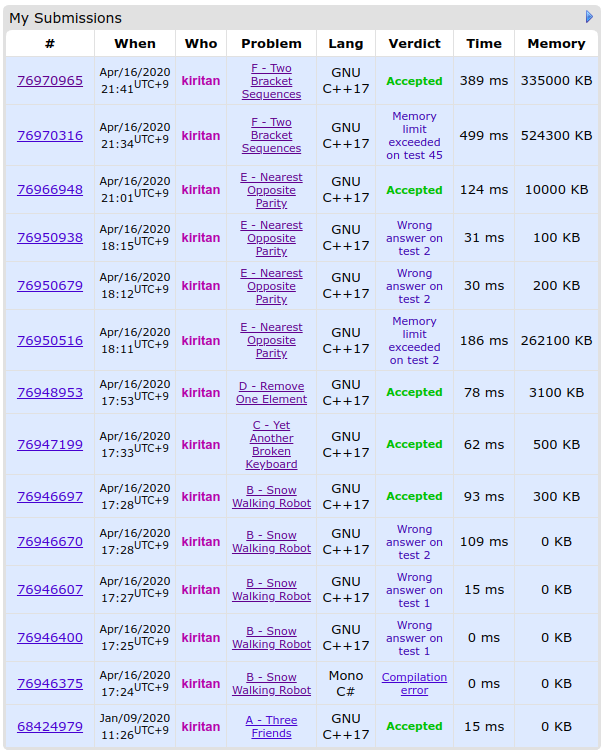 My Submissions
# When Who Problem Lang Verdict Time Memory
76970965 Apr/16/2020 21:41UTC+9 kiritan F - Two Bracket Sequences GNU C++17 Accepted 389 ms 335000 KB
76970316 Apr/16/2020 21:34UTC+9 kiritan F - Two Bracket Sequences GNU C++17 Memory limit exceeded on test 45 499 ms 524300 KB
76966948 Apr/16/2020 21:01UTC+9 kiritan E - Nearest Opposite Parity GNU C++17 Accepted 124 ms 10000 KB
76950938 Apr/16/2020 18:15UTC+9 kiritan E - Nearest Opposite Parity GNU C++17 Wrong answer on test 2 31 ms 100 KB
76950679 Apr/16/2020 18:12UTC+9 kiritan E - Nearest Opposite Parity GNU C++17 Wrong answer on test 2 30 ms 200 KB
76950516 Apr/16/2020 18:11UTC+9 kiritan E - Nearest Opposite Parity GNU C++17 Memory limit exceeded on test 2 186 ms 262100 KB
76948953 Apr/16/2020 17:53UTC+9 kiritan D - Remove One Element GNU C++17 Accepted 78 ms 3100 KB
76947199 Apr/16/2020 17:33UTC+9 kiritan C - Yet Another Broken Keyboard GNU C++17 Accepted 62 ms 500 KB
76946697 Apr/16/2020 17:28UTC+9 kiritan B - Snow Walking Robot GNU C++17 Accepted 93 ms 300 KB
76946670 Apr/16/2020 17:28UTC+9 kiritan B - Snow Walking Robot GNU C++17 Wrong answer on test 2 109 ms 0 KB
76946607 Apr/16/2020 17:27UTC+9 kiritan B - Snow Walking Robot GNU C++17 Wrong answer on test 1 15 ms 0 KB
76946400 Apr/16/2020 17:25UTC+9 kiritan B - Snow Walking Robot GNU C++17 Wrong answer on test 1 0 ms 0 KB
76946375 Apr/16/2020 17:24UTC+9 kiritan B - Snow Walking Robot Mono C# Compilation error 0 ms 0 KB
68424979 Jan/09/2020 11:26UTC+9 kiritan A - Three Friends GNU C++17 Accepted 15 ms 0 KB